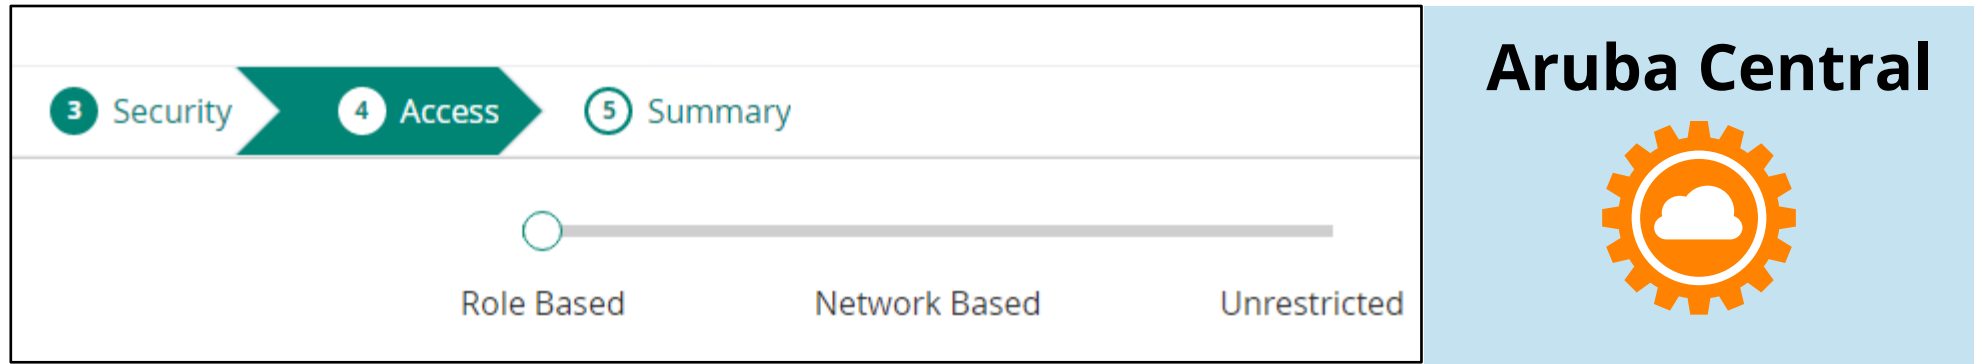 3 Security 4 Access 5 Summary
Role Based Network Based Unrestricted
Aruba Central